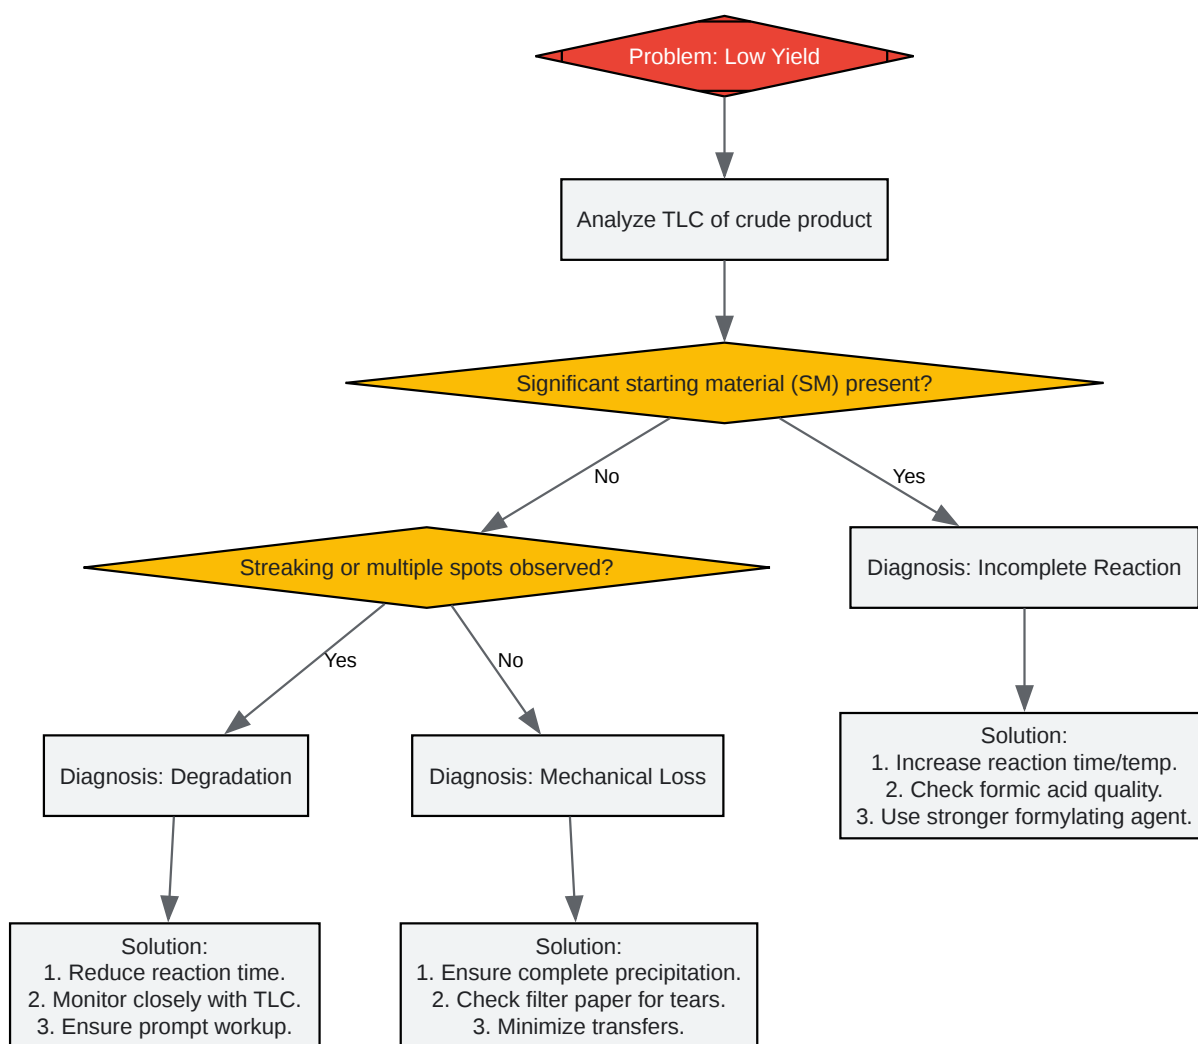 Problem: Low Yield
Analyze TLC of crude product
Significant starting material (SM) present?
No
Yes
Streaking or multiple spots observed?
Diagnosis: Incomplete Reaction
Yes
No
Diagnosis: Degradation
Diagnosis: Mechanical Loss
Solution:
1. Increase reaction time/temp.
2. Check formic acid quality.
3. Use stronger formylating agent.
Solution:
1. Reduce reaction time.
2. Monitor closely with TLC.
3. Ensure prompt workup.
Solution:
1. Ensure complete precipitation.
2. Check filter paper for tears.
3. Minimize transfers.